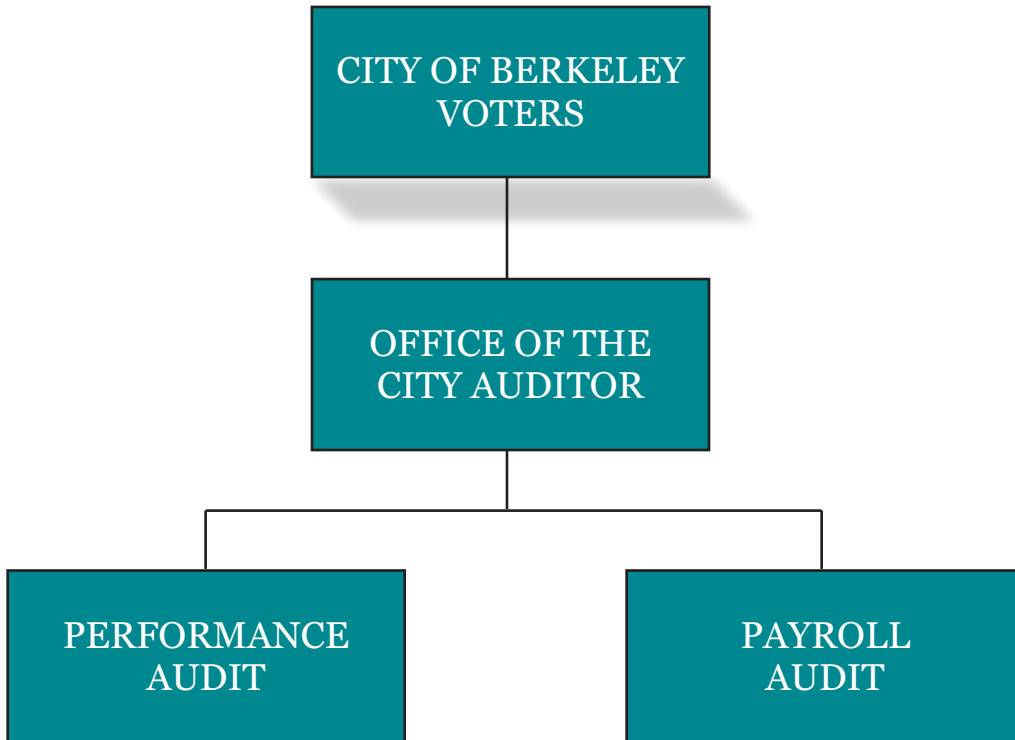 CITY OF BERKELEY
VOTERS
OFFICE OF THE
CITY AUDITOR
PERFORMANCE
AUDIT
PAYROLL
AUDIT